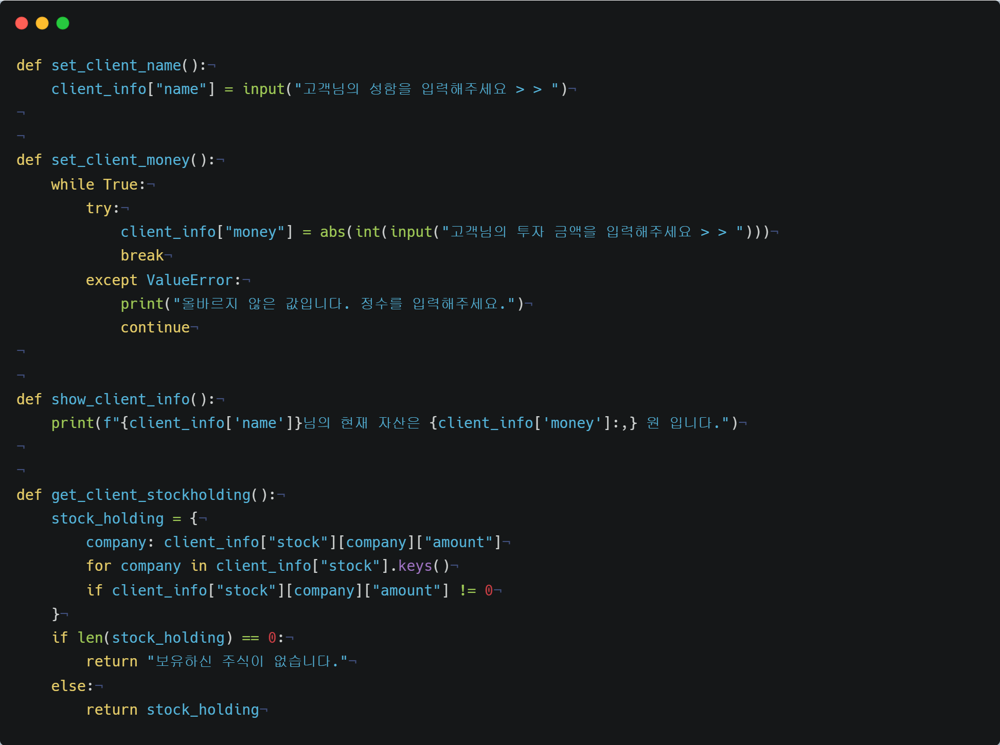 def set_client_name():¬
    client_info["name"] = input("고객님의 성함을 입력해주세요 > > ")¬
¬
¬
def set_client_money():¬
    while True:¬
        try:¬
            client_info["money"] = abs(int(input("고객님의 투자 금액을 입력해주세요 > > ")))¬
            break¬
        except ValueError:¬
            print("올바르지 않은 값입니다. 정수를 입력해주세요.")¬
            continue¬
¬
¬
def show_client_info():¬
    print(f"{client_info['name']}님의 현재 자산은 {client_info['money']:,} 원 입니다.")¬
¬
¬
def get_client_stockholding():¬
    stock_holding = {¬
        company: client_info["stock"][company]["amount"]¬
        for company in client_info["stock"].keys()¬
        if client_info["stock"][company]["amount"] != 0¬
    }¬
    if len(stock_holding) == 0:¬
        return "보유하신 주식이 없습니다."¬
    else:¬
        return stock_holding¬